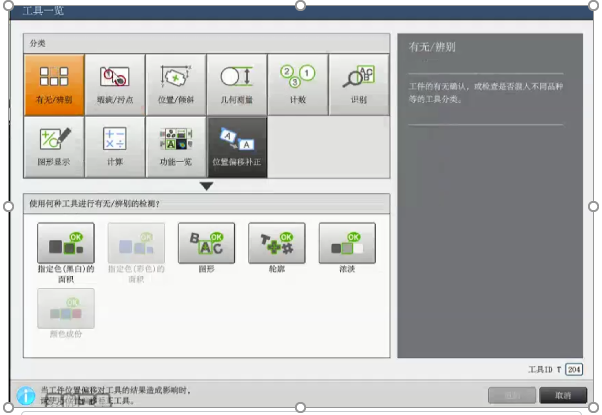 工具一览
分类
有无/辨别
瑕疵/污点
位置/倾斜
几何测量
计数
识别
图形显示
计算
功能一览
位置偏移补正
使用何种工具进行有无/辨别的检测?
指定色(黑白)的
面积
指定色(彩色)的
面积
图形
轮廓
浓淡
颜色成份
有无/辨别
工件的有无确认，或检查是否混入不同品种
等的工具分类。
工具ID T 204
当工件位置偏移对工具的结果造成影响时，
工具。
取消